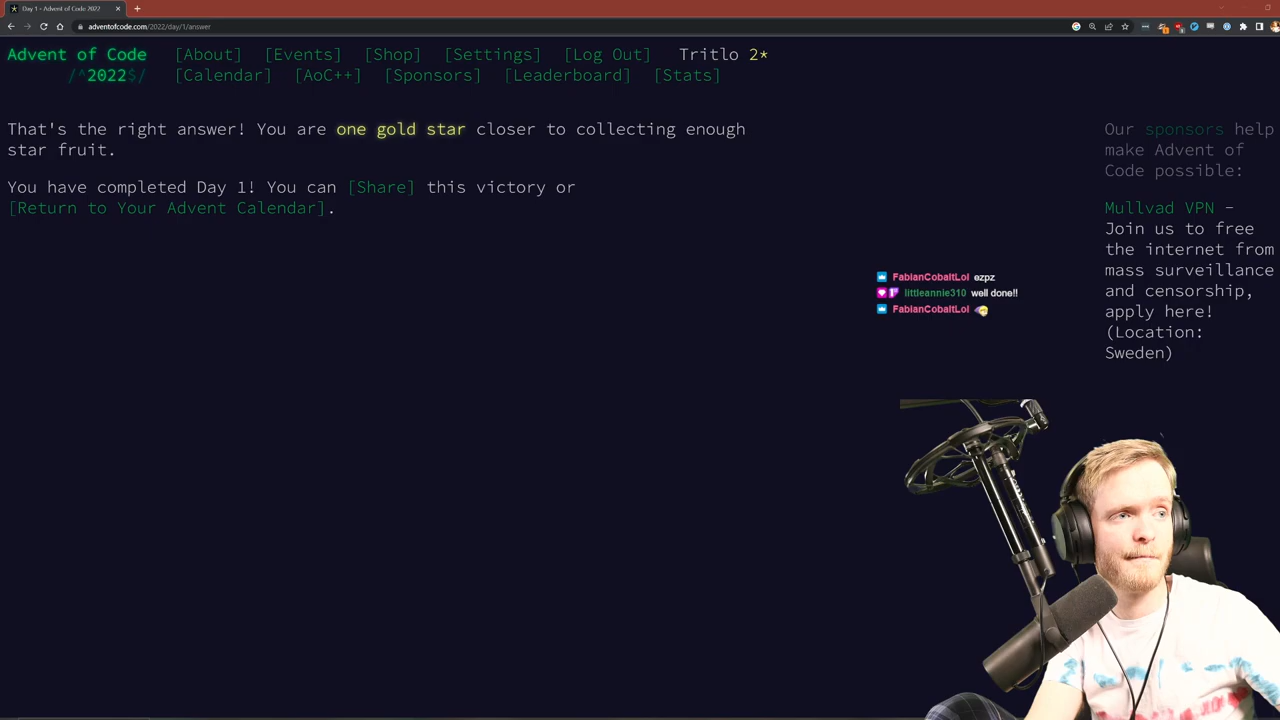 Day 1 - Advent of Code 2022
adventofcode.com/2022/day/1/answer
Advent of Code [About] [Events] [Shop] [Settings] [Log Out] Tritlo 2*
/^2022$/ [Calendar] [AoC++] [Sponsors] [Leaderboard] [Stats]
That's the right answer! You are one gold star closer to collecting enough
star fruit.
You have completed Day 1! You can [Share] this victory or
[Return to Your Advent Calendar].
Our sponsors help
make Advent of
Code possible:
Mullvad VPN -
Join us to free
the internet from
mass surveillance
and censorship,
apply here!
(Location:
Sweden)
FabianCobaltLol ezpz
littleannie310 well done!!
FabianCobaltLol